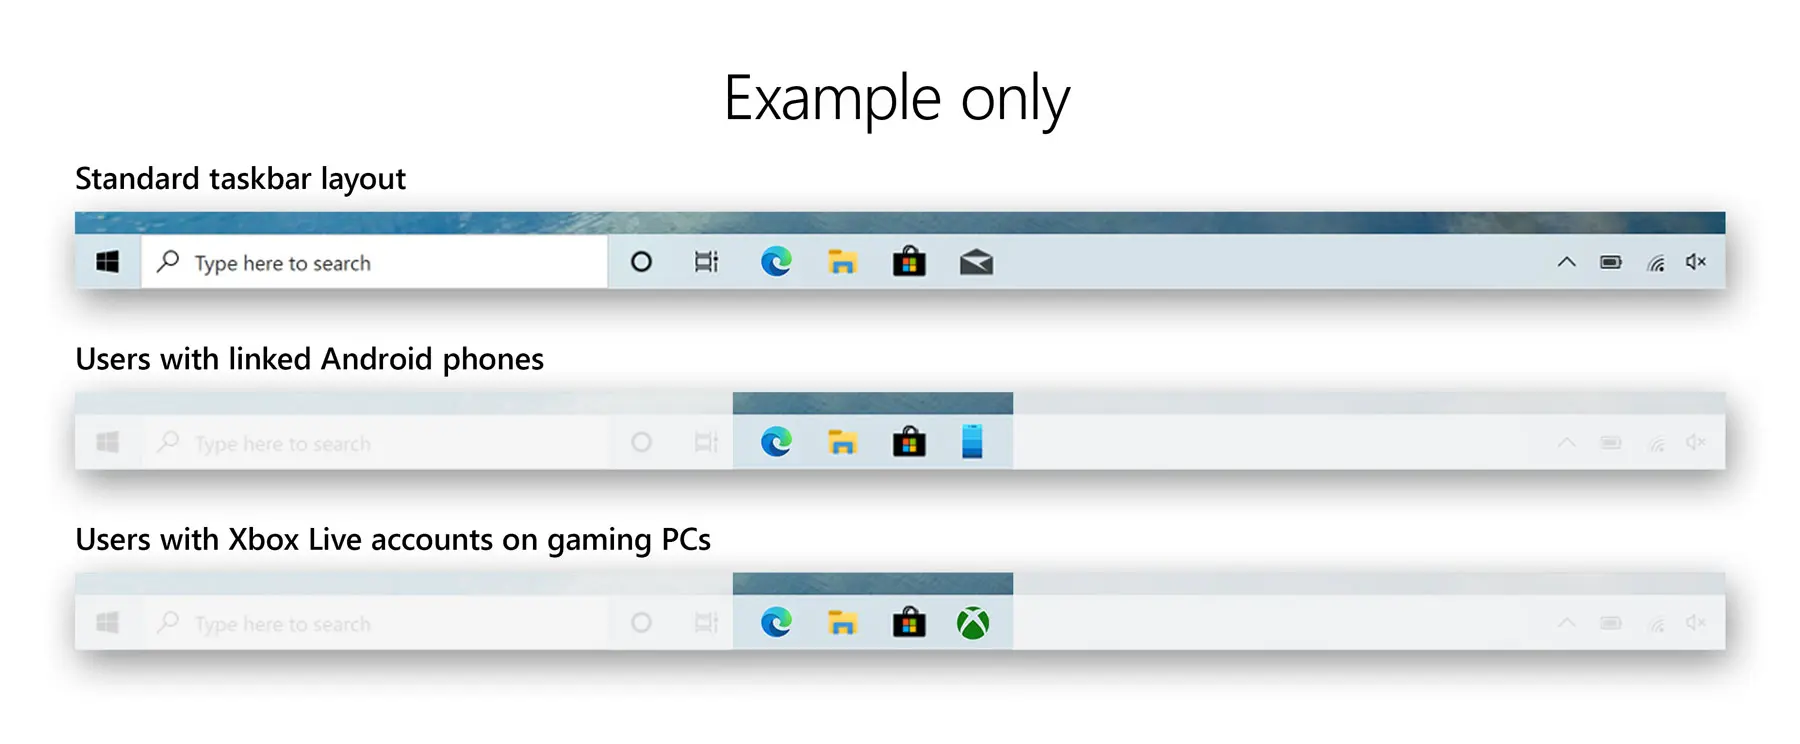 Example only
Standard taskbar layout
Type here to search
Users with linked Android phones
Type here to search
Users with Xbox Live accounts on gaming PCs
Type here to search